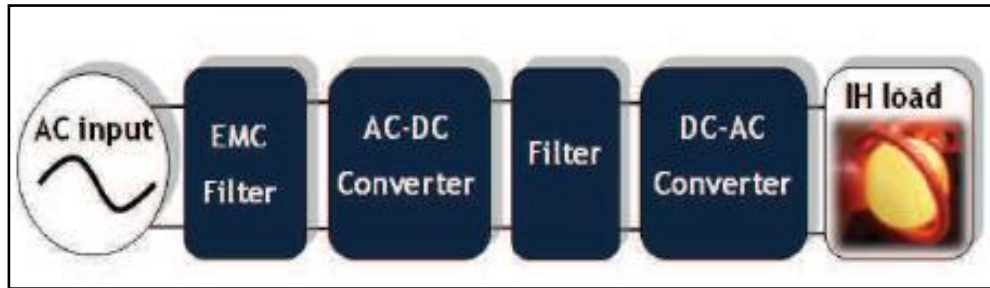 AC input
EMC
Filter
AC-DC
Converter
Filter
DC-AC
Converter
IH load